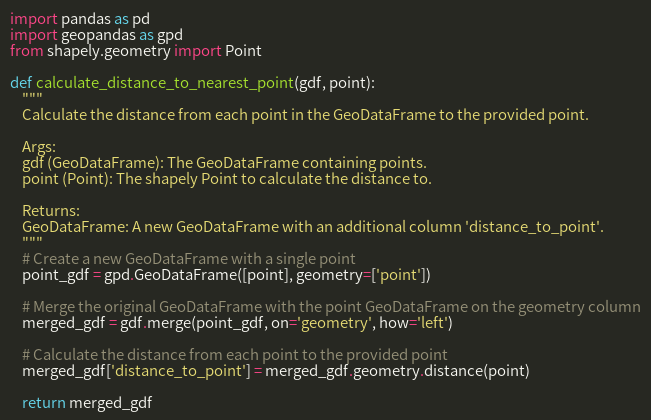 import pandas as pd
import geopandas as gpd
from shapely.geometry import Point

def calculate_distance_to_nearest_point(gdf, point):
    """
    Calculate the distance from each point in the GeoDataFrame to the provided point.

    Args:
    gdf (GeoDataFrame): The GeoDataFrame containing points.
    point (Point): The shapely Point to calculate the distance to.

    Returns:
    GeoDataFrame: A new GeoDataFrame with an additional column 'distance_to_point'.
    """
    # Create a new GeoDataFrame with a single point
    point_gdf = gpd.GeoDataFrame([point], geometry=['point'])

    # Merge the original GeoDataFrame with the point GeoDataFrame on the geometry column
    merged_gdf = gdf.merge(point_gdf, on='geometry', how='left')

    # Calculate the distance from each point to the provided point
    merged_gdf['distance_to_point'] = merged_gdf.geometry.distance(point)

    return merged_gdf